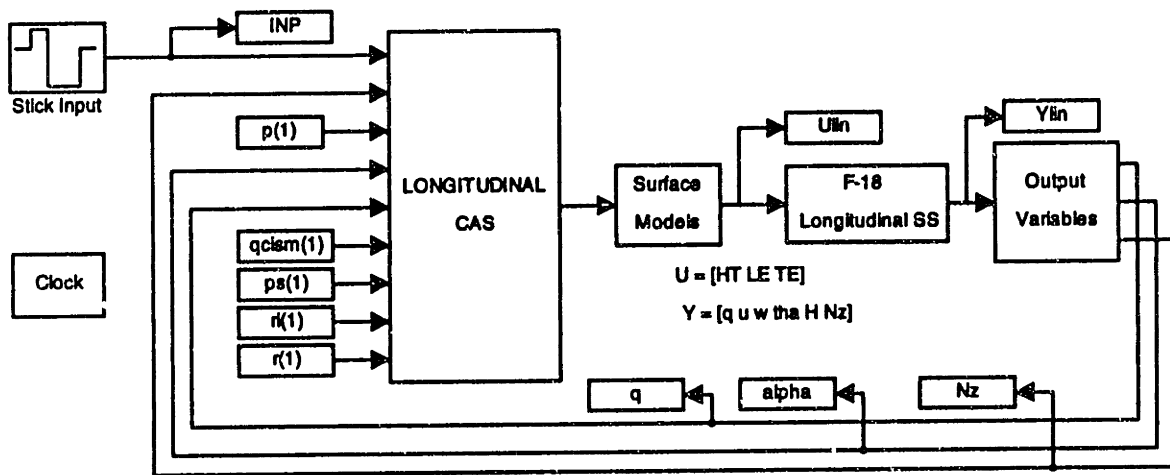 INP
Stick Input
p(1)
LONGITUDINAL
CAS
qcism(1)
ps(1)
ri(1)
r(1)
Clock
Surface
Models
Ulin
F-18
Longitudinal SS
Ylin
Output
Variables
U = [HT LE TE]
Y = [q u w tha H Nz]
q
alpha
Nz